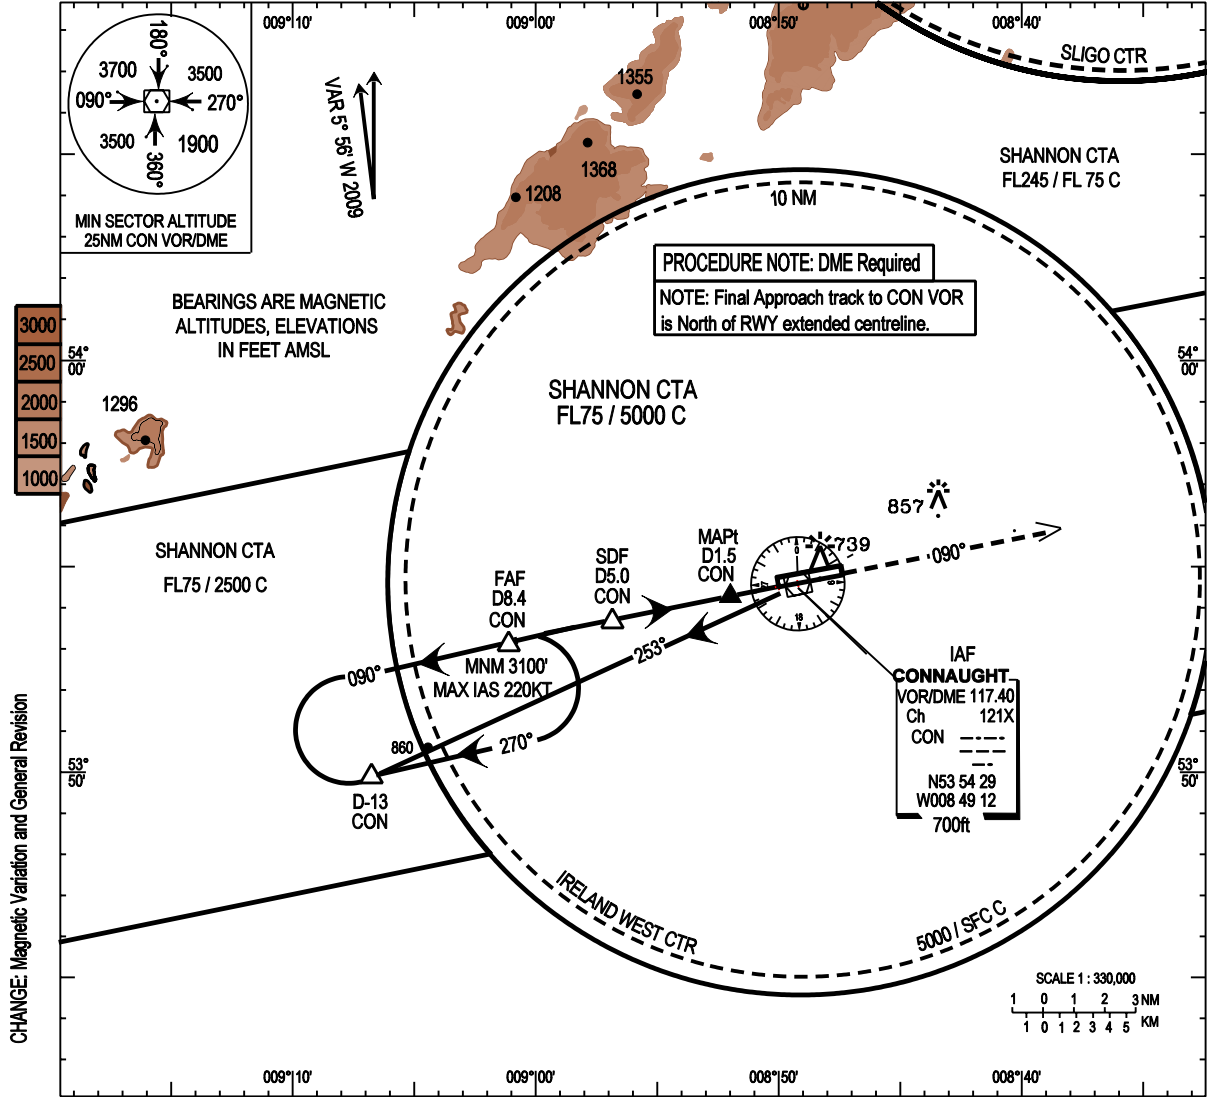 009°10'
009°00'
008°50'
008°40'
180°
3700
3500
090°
270°
3500
1900
360°
MIN SECTOR ALTITUDE
25NM CON VOR/DME
VAR 5° 56' W 2009
1355
1368
1208
SLIGO CTR
SHANNON CTA
FL245 / FL 75 C
10 NM
PROCEDURE NOTE: DME Required
NOTE: Final Approach track to CON VOR
is North of RWY extended centreline.
BEARINGS ARE MAGNETIC
ALTITUDES, ELEVATIONS
IN FEET AMSL
3000
2500
2000
1500
1000
54°
00'
54°
00'
1296
SHANNON CTA
FL75 / 5000 C
SHANNON CTA
FL75 / 2500 C
857
739
090°
MAPt
D1.5
CON
SDF
D5.0
CON
FAF
D8.4
CON
0
9
18
253°
MNM 3100'
MAX IAS 220KT
090°
270°
860
D-13
CON
IAF
CONNAUGHT
VOR/DME 117.40
Ch 121X
CON
N53 54 29
W008 49 12
700ft
53°
50'
53°
50'
IRELAND WEST CTR
5000 / SFC C
SCALE 1 : 330,000
1 0 1 2 3 NM
1 0 1 2 3 4 5 KM
CHANGE: Magnetic Variation and General Revision
009°10'
009°00'
008°50'
008°40'